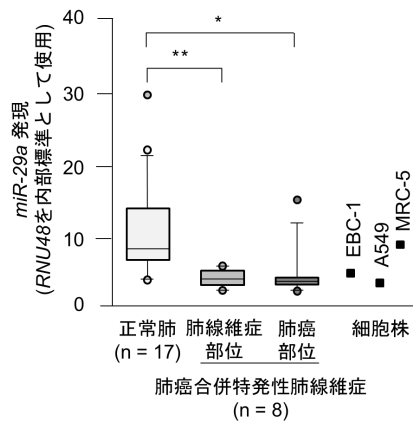 miR-29a 発現
(RNU48を内部標準として使用)
40
30
20
10
0
*
**
EBC-1
A549
MRC-5
正常肺
(n = 17)
肺線維症
部位
肺癌
部位
細胞株
肺癌合併特発性肺線維症
(n = 8)